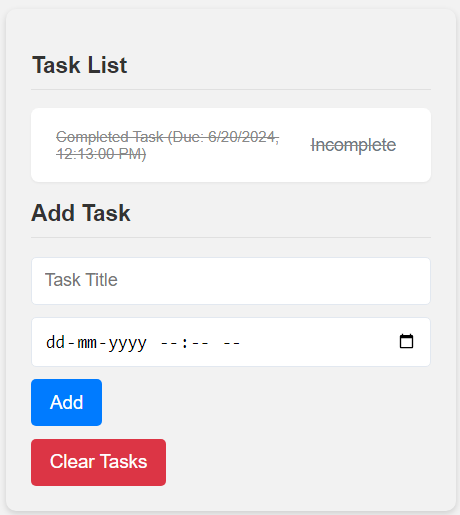 Task List
Completed Task (Due: 6/20/2024,
12:13:00 PM)
Incomplete
Add Task
Task Title
dd-mm-yyyy --:-- --
Add
Clear Tasks